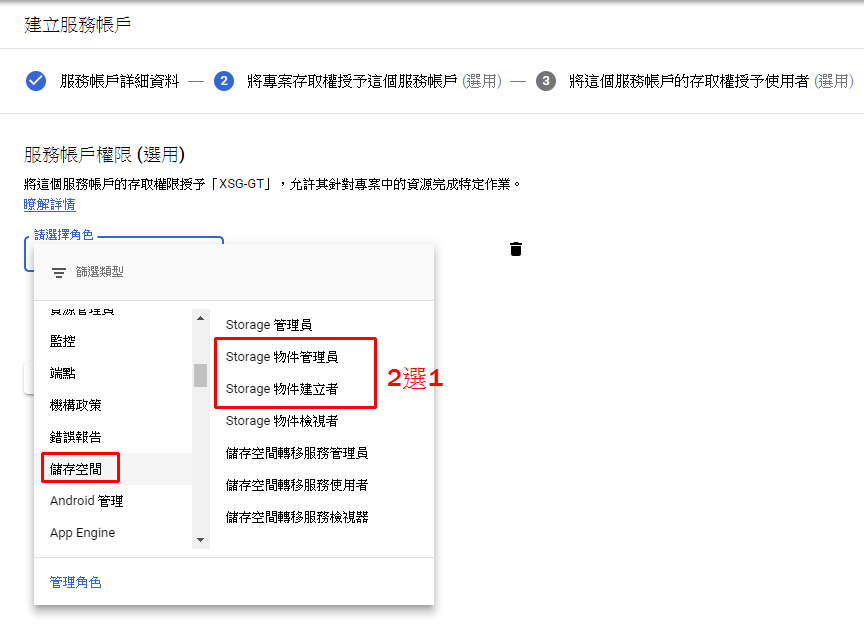 建立服務帳戶
服務帳戶詳細資料 — 2 將專案存取權授予這個服務帳戶 (選用) — 3 將這個服務帳戶的存取權授予使用者 (選用)
服務帳戶權限 (選用)
將這個服務帳戶的存取權限授予「XSG-GT」，允許其針對專案中的資源完成特定作業。
瞭解詳情
請選擇角色
篩選類型
資源管理員
監控
端點
機構政策
錯誤報告
儲存空間
Android 管理
App Engine
Storage 管理員
Storage 物件管理員
Storage 物件建立者
2選1
Storage 物件檢視者
儲存空間轉移服務管理員
儲存空間轉移服務使用者
儲存空間轉移服務檢視器
管理角色